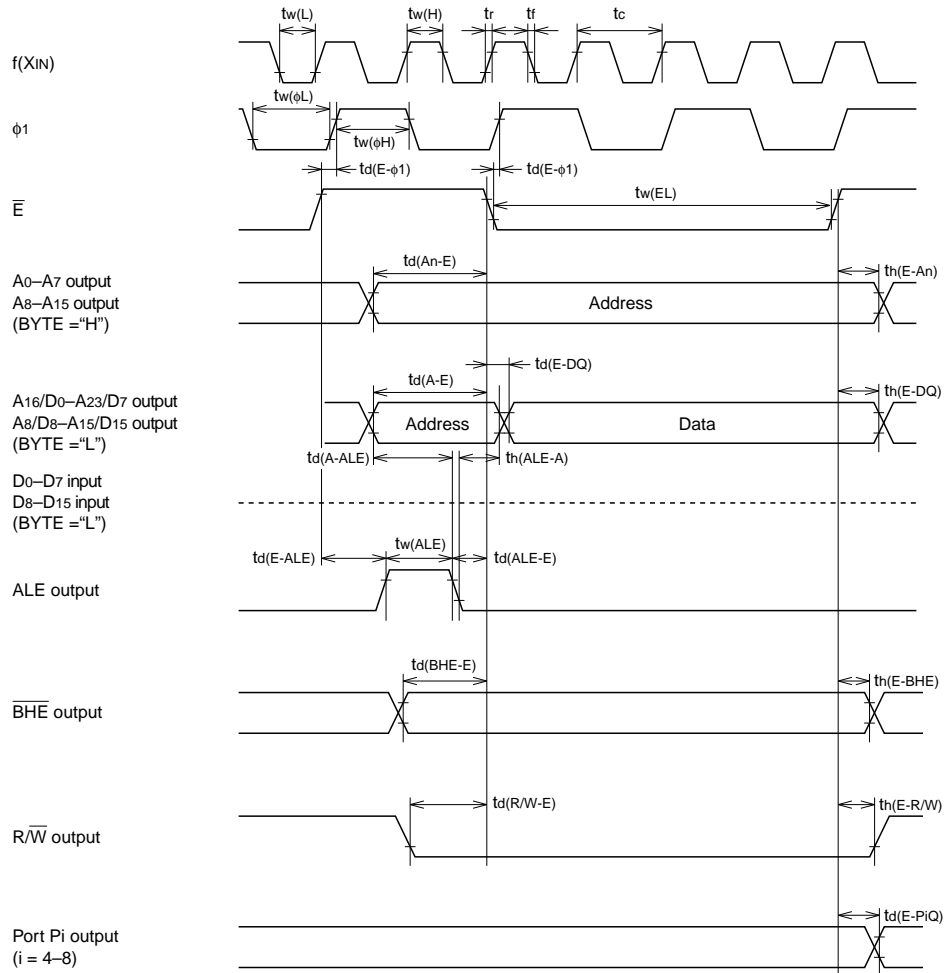 tw(L) tw(H) tr tf tc
f(XIN)
tw(ϕL)
ϕ1
tw(ϕH)
td(E-ϕ1) td(E-ϕ1)
tw(EL)
E̅
td(An-E) th(E-An)
A0–A7 output
A8–A15 output
(BYTE =“H”)
Address
td(E-DQ)
td(A-E) th(E-DQ)
A16/D0–A23/D7 output
A8/D8–A15/D15 output
(BYTE =“L”)
Address Data
td(A-ALE) th(ALE-A)
D0–D7 input
D8–D15 input
(BYTE =“L”)
tw(ALE)
td(E-ALE) td(ALE-E)
ALE output
td(BHE-E) th(E-BHE)
B̅H̅E̅ output
td(R/W-E) th(E-R/W)
R/W̅ output
td(E-PiQ)
Port Pi output
(i = 4–8)